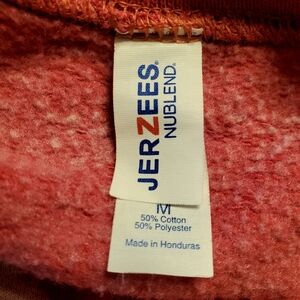 JERZEES
NUBLEND
M
50% Cotton
50% Polyester
Made in Honduras